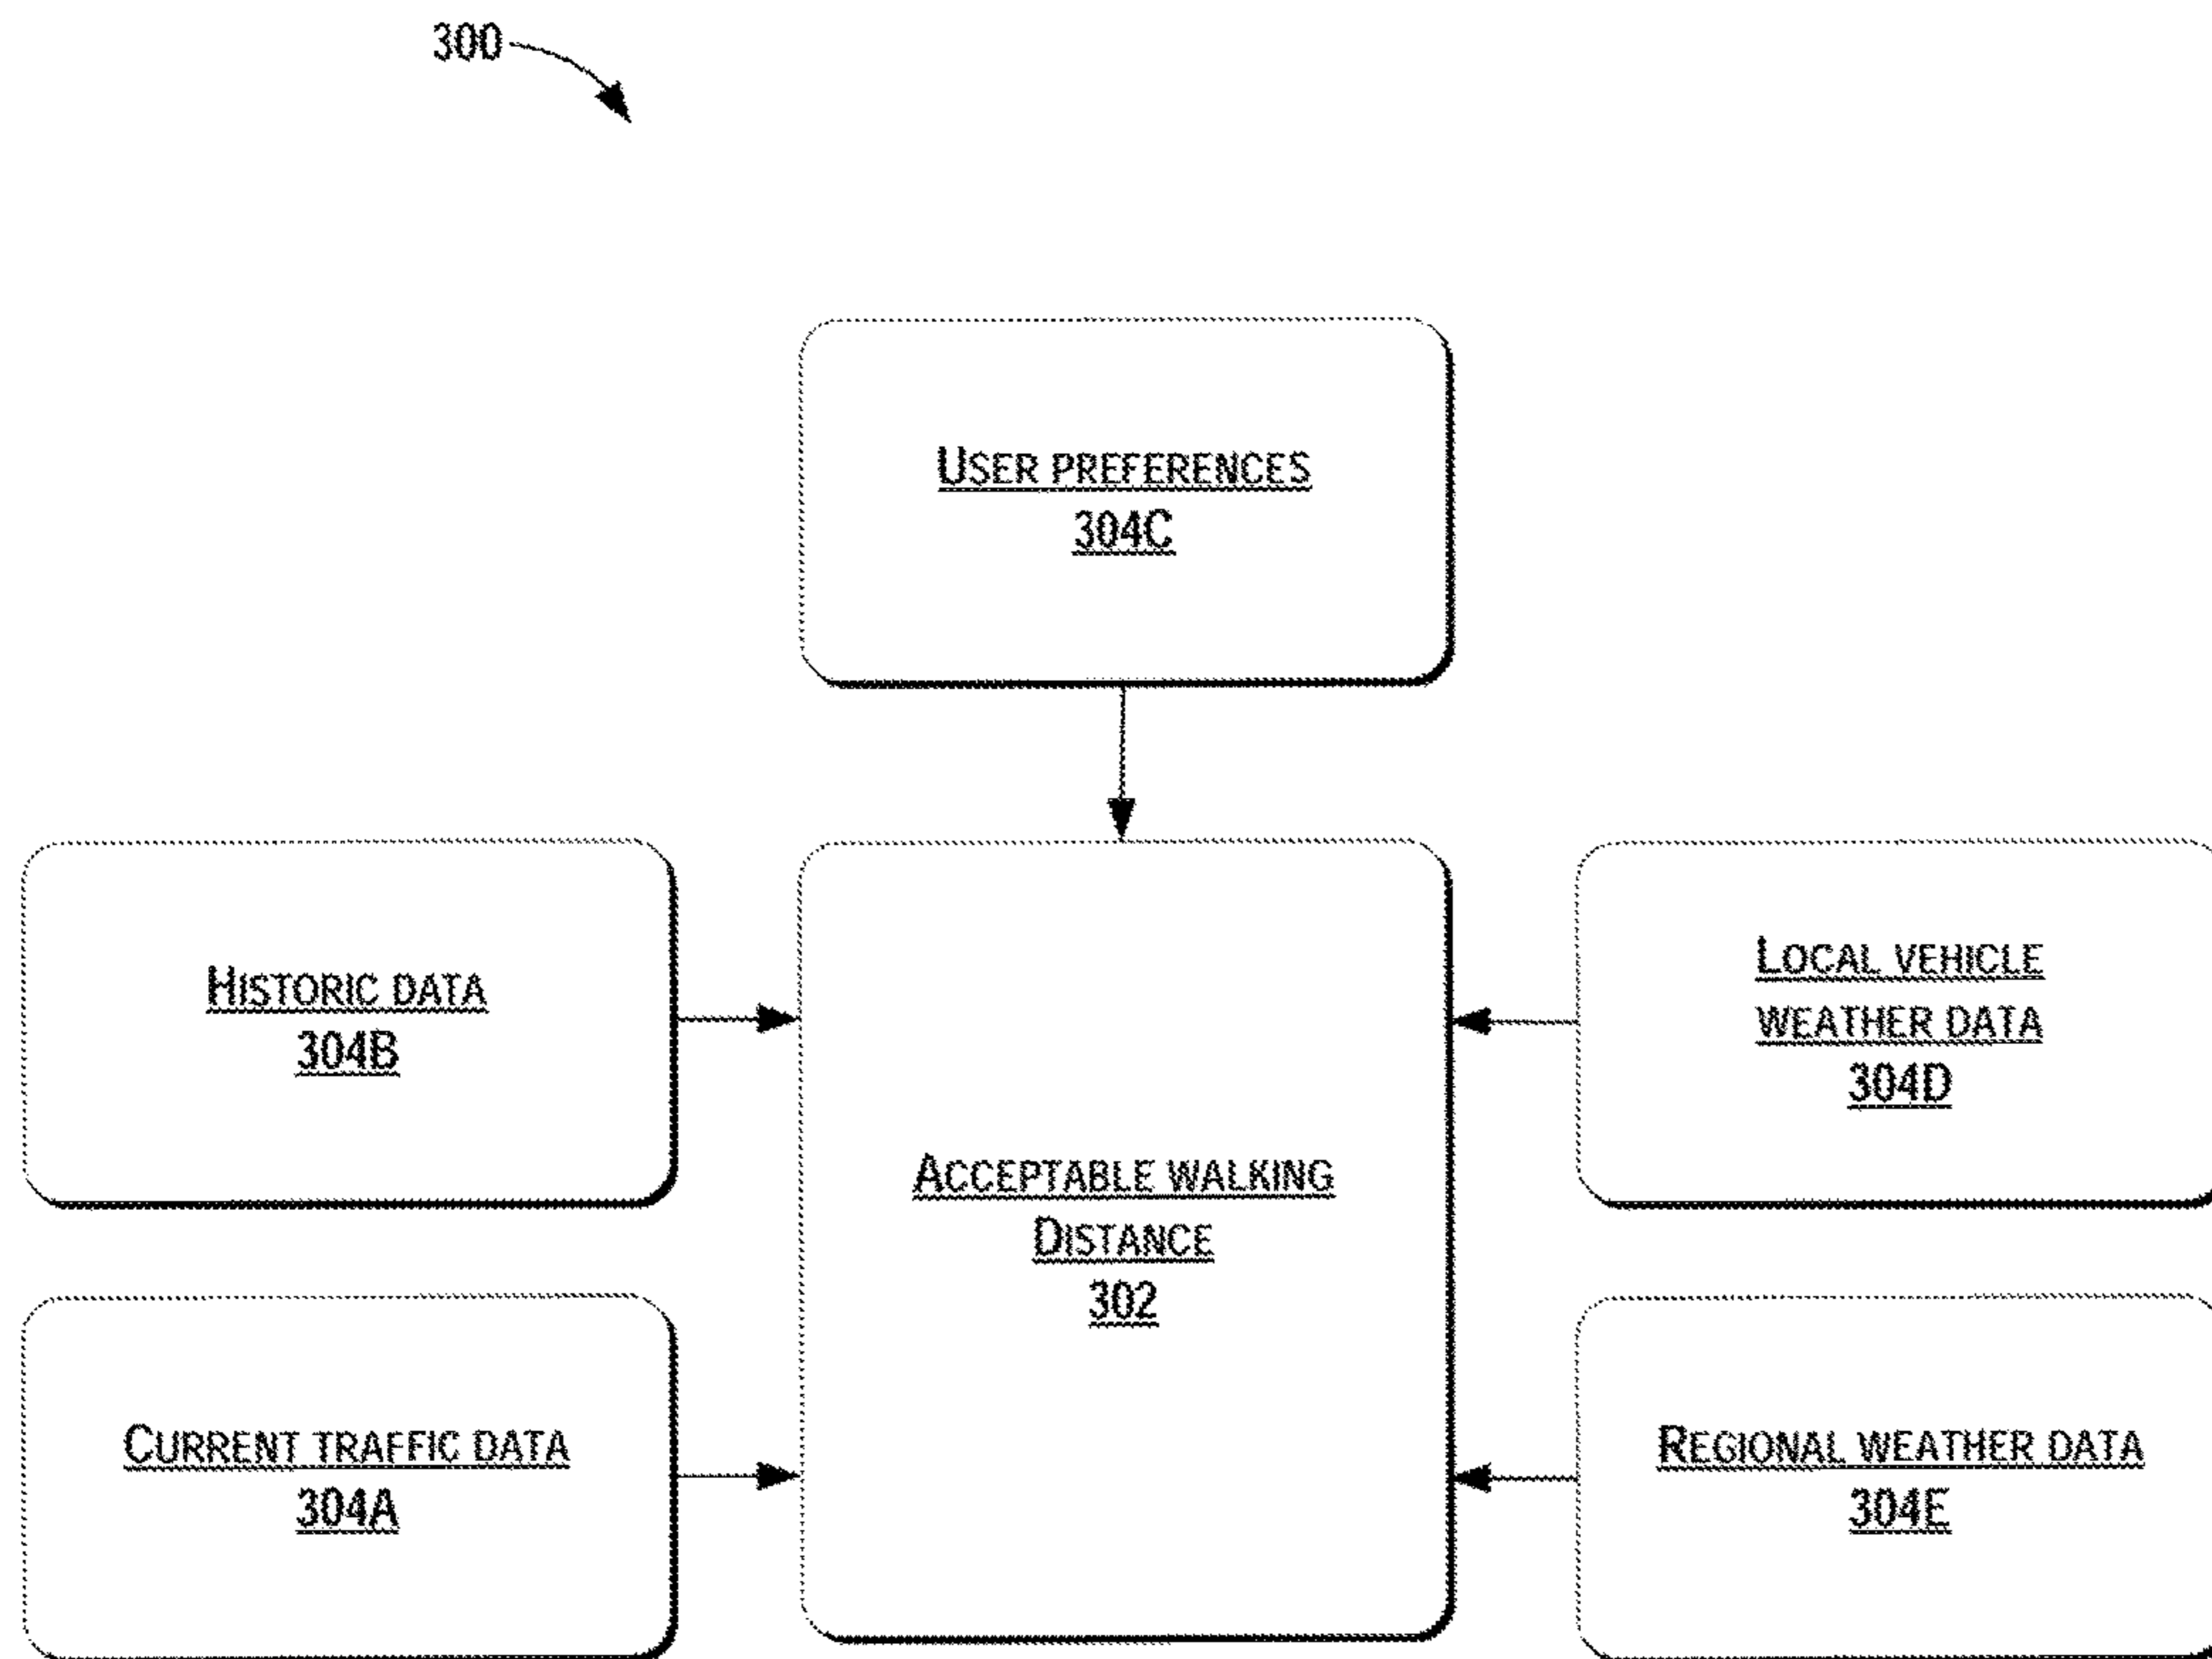 300
User preferences
304C
Historic data
304B
Local vehicle
weather data
304D
Acceptable walking
Distance
302
Current traffic data
304A
Regional weather data
304E